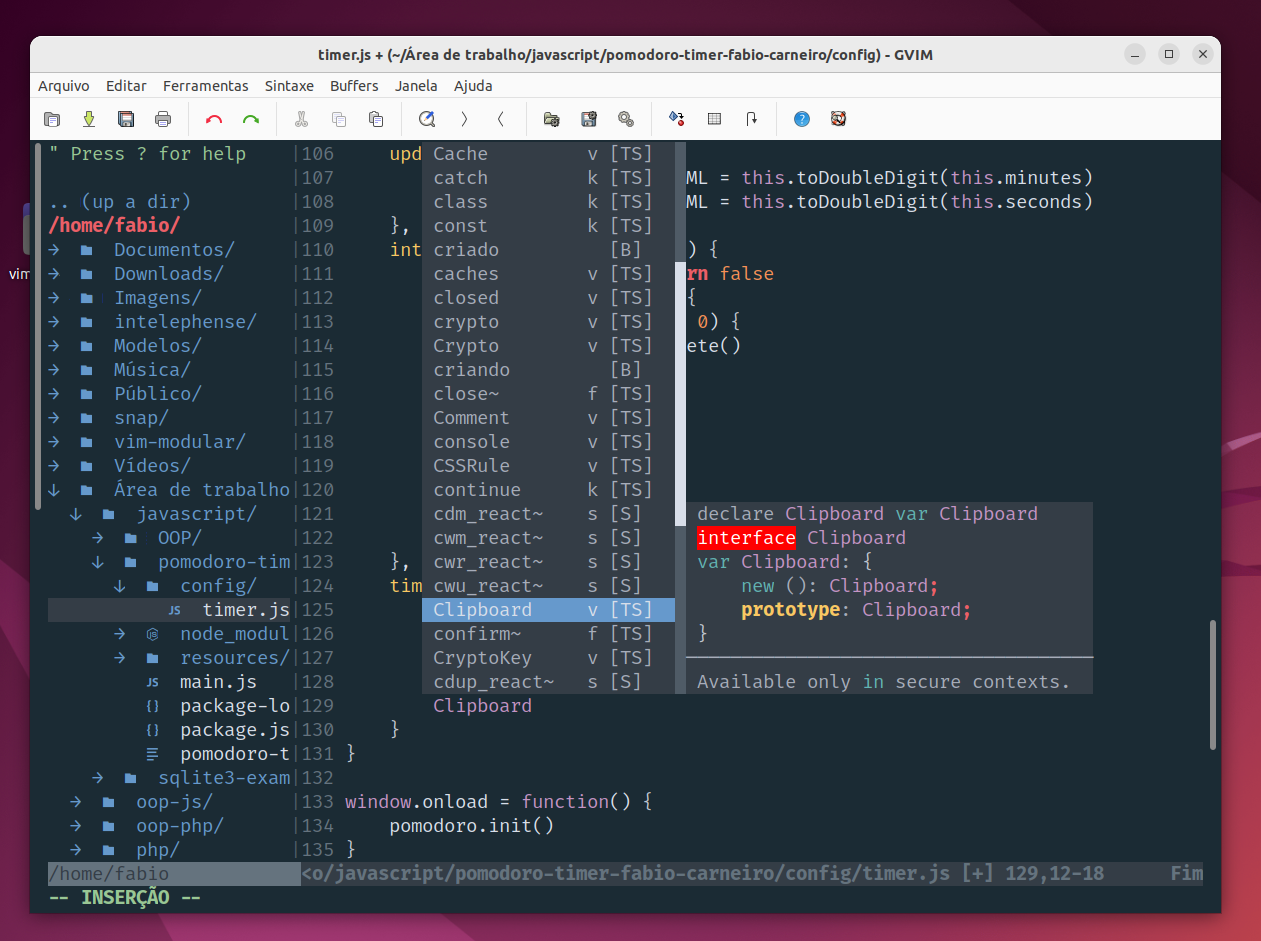 timer.js + (~/Área de trabalho/javascript/pomodoro-timer-fabio-carneiro/config) - GVIM
Arquivo Editar Ferramentas Sintaxe Buffers Janela Ajuda
vim
" Press ? for help
.. (up a dir)
/home/fabio/
Documentos/
Downloads/
Imagens/
intelephense/
Modelos/
Música/
Público/
snap/
vim-modular/
Vídeos/
Área de trabalho
javascript/
OOP/
pomodoro-tim
config/
JS timer.js
node_modul
resources/
JS main.js
{} package-lo
{} package.js
pomodoro-t
sqlite3-exam
oop-js/
oop-php/
php/
|106 upd
|107 ML = this.toDoubleDigit(this.minutes)
|108 ML = this.toDoubleDigit(this.seconds)
|109 },
|110 int ) {
|111 rn false
|112 {
|113 0) {
|114 ete()
|115
|116
|117
|118
|119
|120
|121
|122
|123 },
|124 tim
|125
|126
|127
|128
|129 Clipboard
|130 }
|131 }
|132
|133 window.onload = function() {
|134 pomodoro.init()
|135 }
Cache v [TS]
catch k [TS]
class k [TS]
const k [TS]
criado [B]
caches v [TS]
closed v [TS]
crypto v [TS]
Crypto v [TS]
criando [B]
close~ f [TS]
Comment v [TS]
console v [TS]
CSSRule v [TS]
continue k [TS]
cdm_react~ s [S]
cwm_react~ s [S]
cwr_react~ s [S]
cwu_react~ s [S]
Clipboard v [TS]
confirm~ f [TS]
CryptoKey v [TS]
cdup_react~ s [S]
declare Clipboard var Clipboard
interface Clipboard
var Clipboard: {
new (): Clipboard;
prototype: Clipboard;
}
Available only in secure contexts.
/home/fabio <o/javascript/pomodoro-timer-fabio-carneiro/config/timer.js [+] 129,12-18 Fim
-- INSERÇÃO --